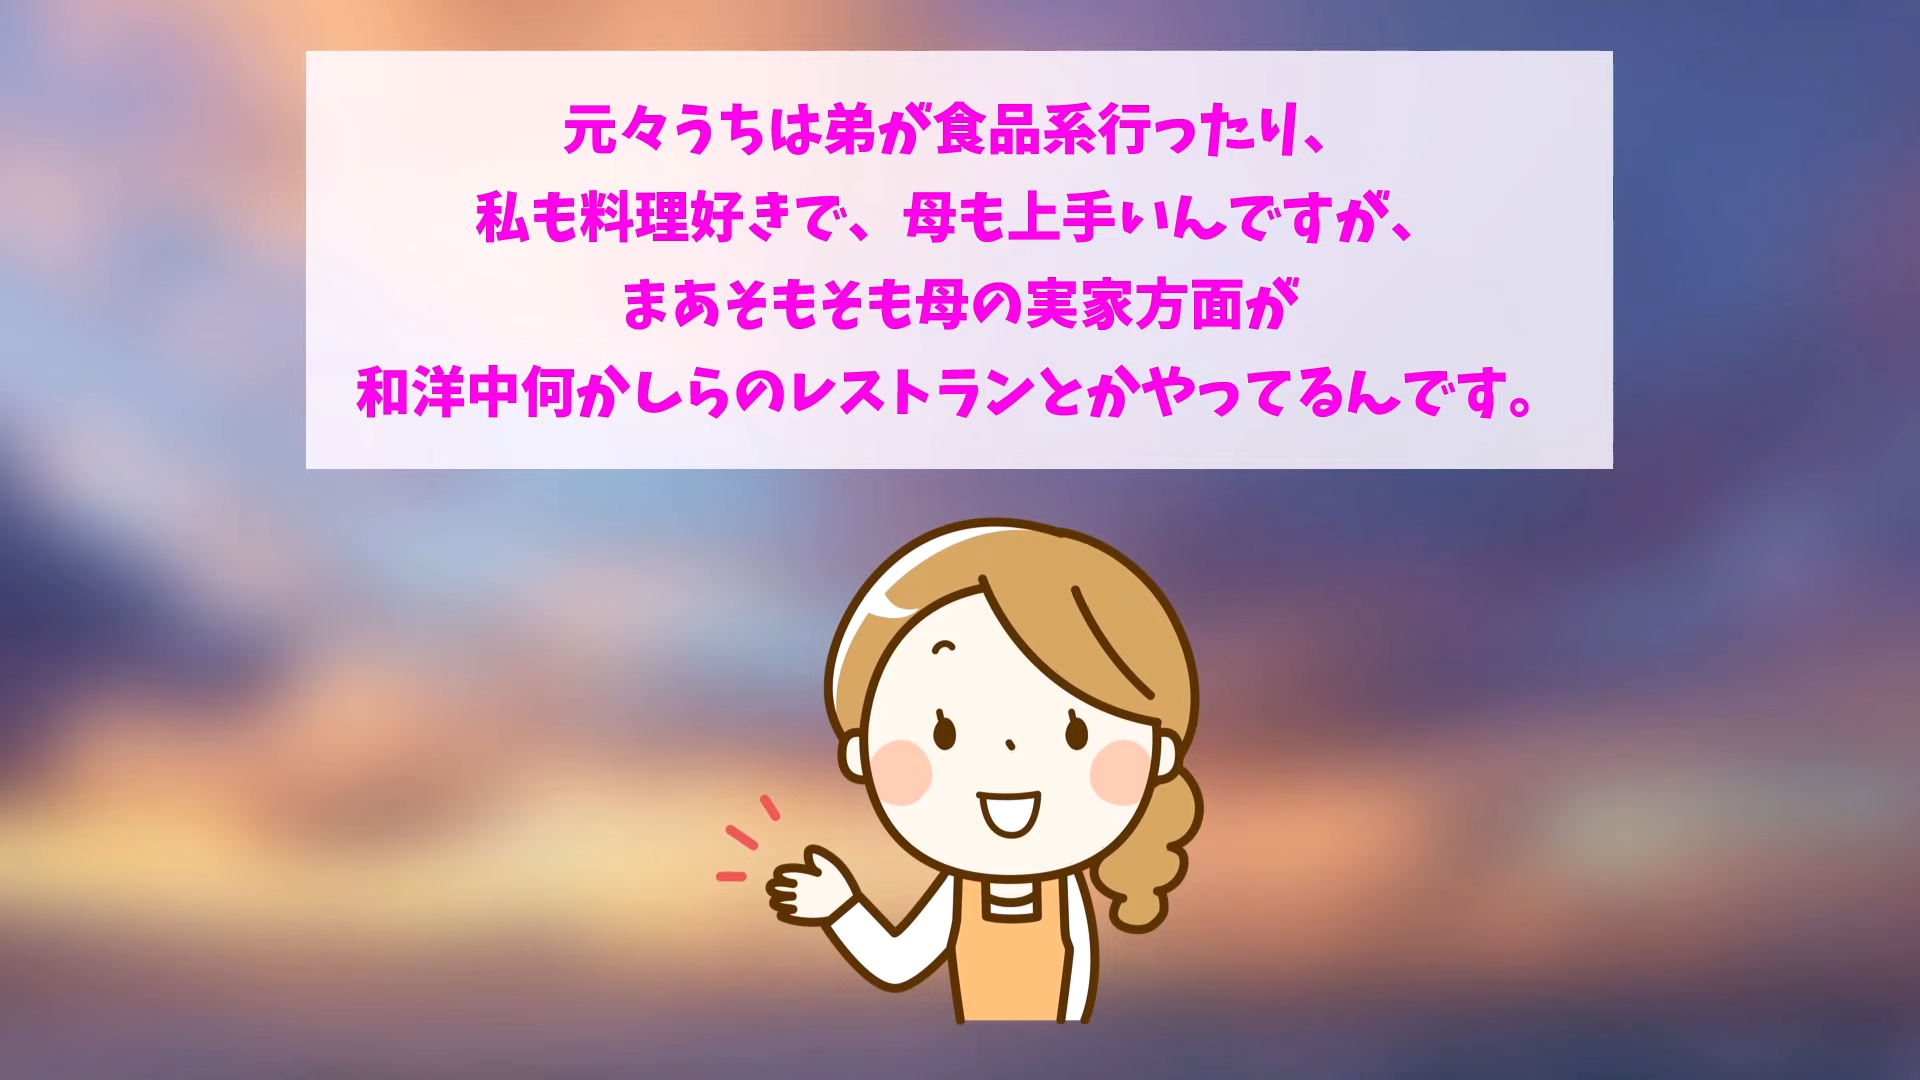 元々うちは弟が食品系行ったり、
私も料理好きで、母も上手いんですが、
まあそもそも母の実家方面が
和洋中何かしらのレストランとかやってるんです。